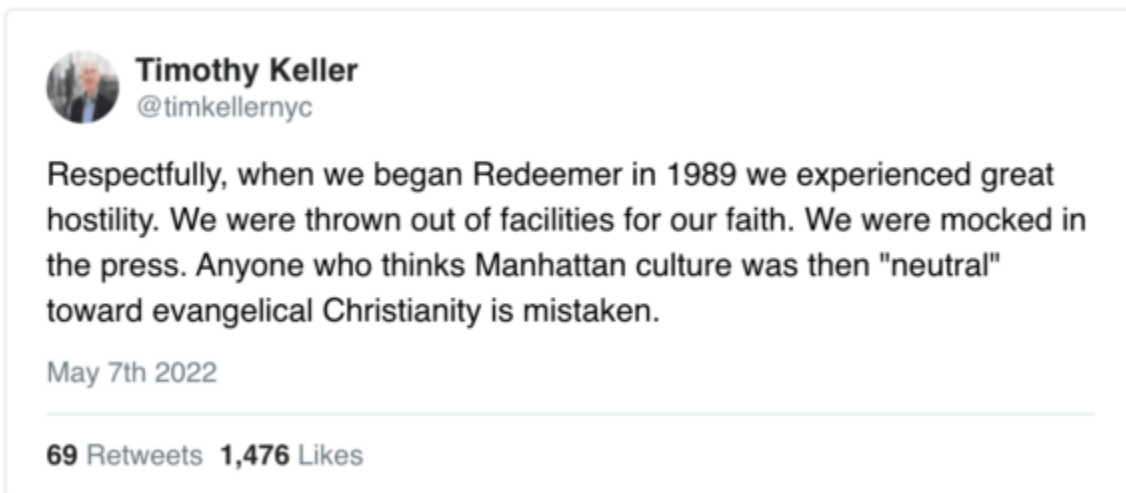 Timothy Keller
@timkellernyc
Respectfully, when we began Redeemer in 1989 we experienced great
hostility. We were thrown out of facilities for our faith. We were mocked in
the press. Anyone who thinks Manhattan culture was then "neutral"
toward evangelical Christianity is mistaken.
May 7th 2022
69 Retweets 1,476 Likes